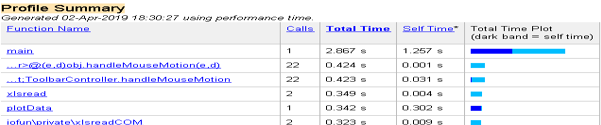 Profile Summary
Generated 02-Apr-2019 18:30:27 using performance time.
Function Name Calls Total Time Self Time* Total Time Plot
(dark band = self time)
main 1 2.867 s 1.257 s
...r>@(e,d)obj.handleMouseMotion(e,d) 22 0.424 s 0.001 s
...t;ToolbarController.handleMouseMotion 22 0.423 s 0.031 s
xlsread 2 0.349 s 0.004 s
plotData 1 0.342 s 0.302 s
iofun\private\xlsreadCOM 2 0.323 s 0.009 s